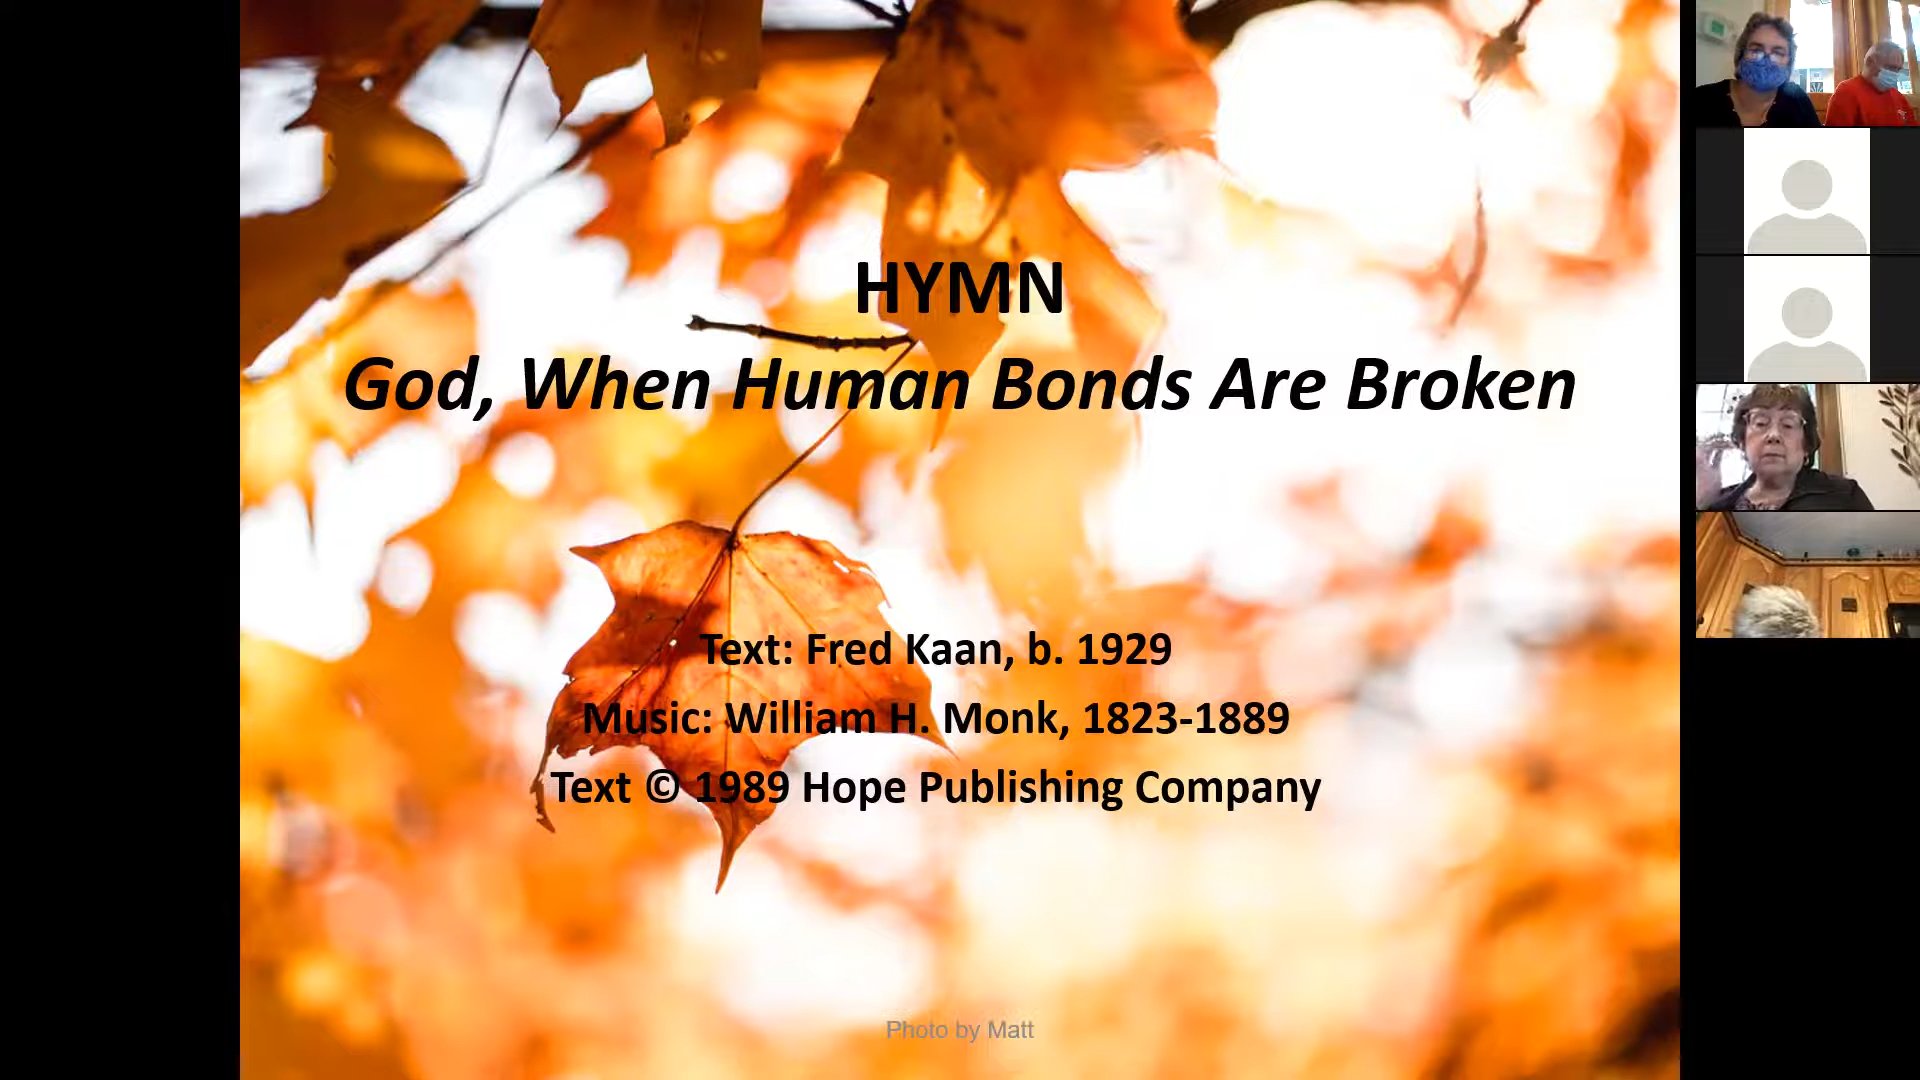 HYMN
God, When Human Bonds Are Broken
Text: Fred Kaan, b. 1929
Music: William H. Monk, 1823-1889
Text © 1989 Hope Publishing Company
Photo by Matt